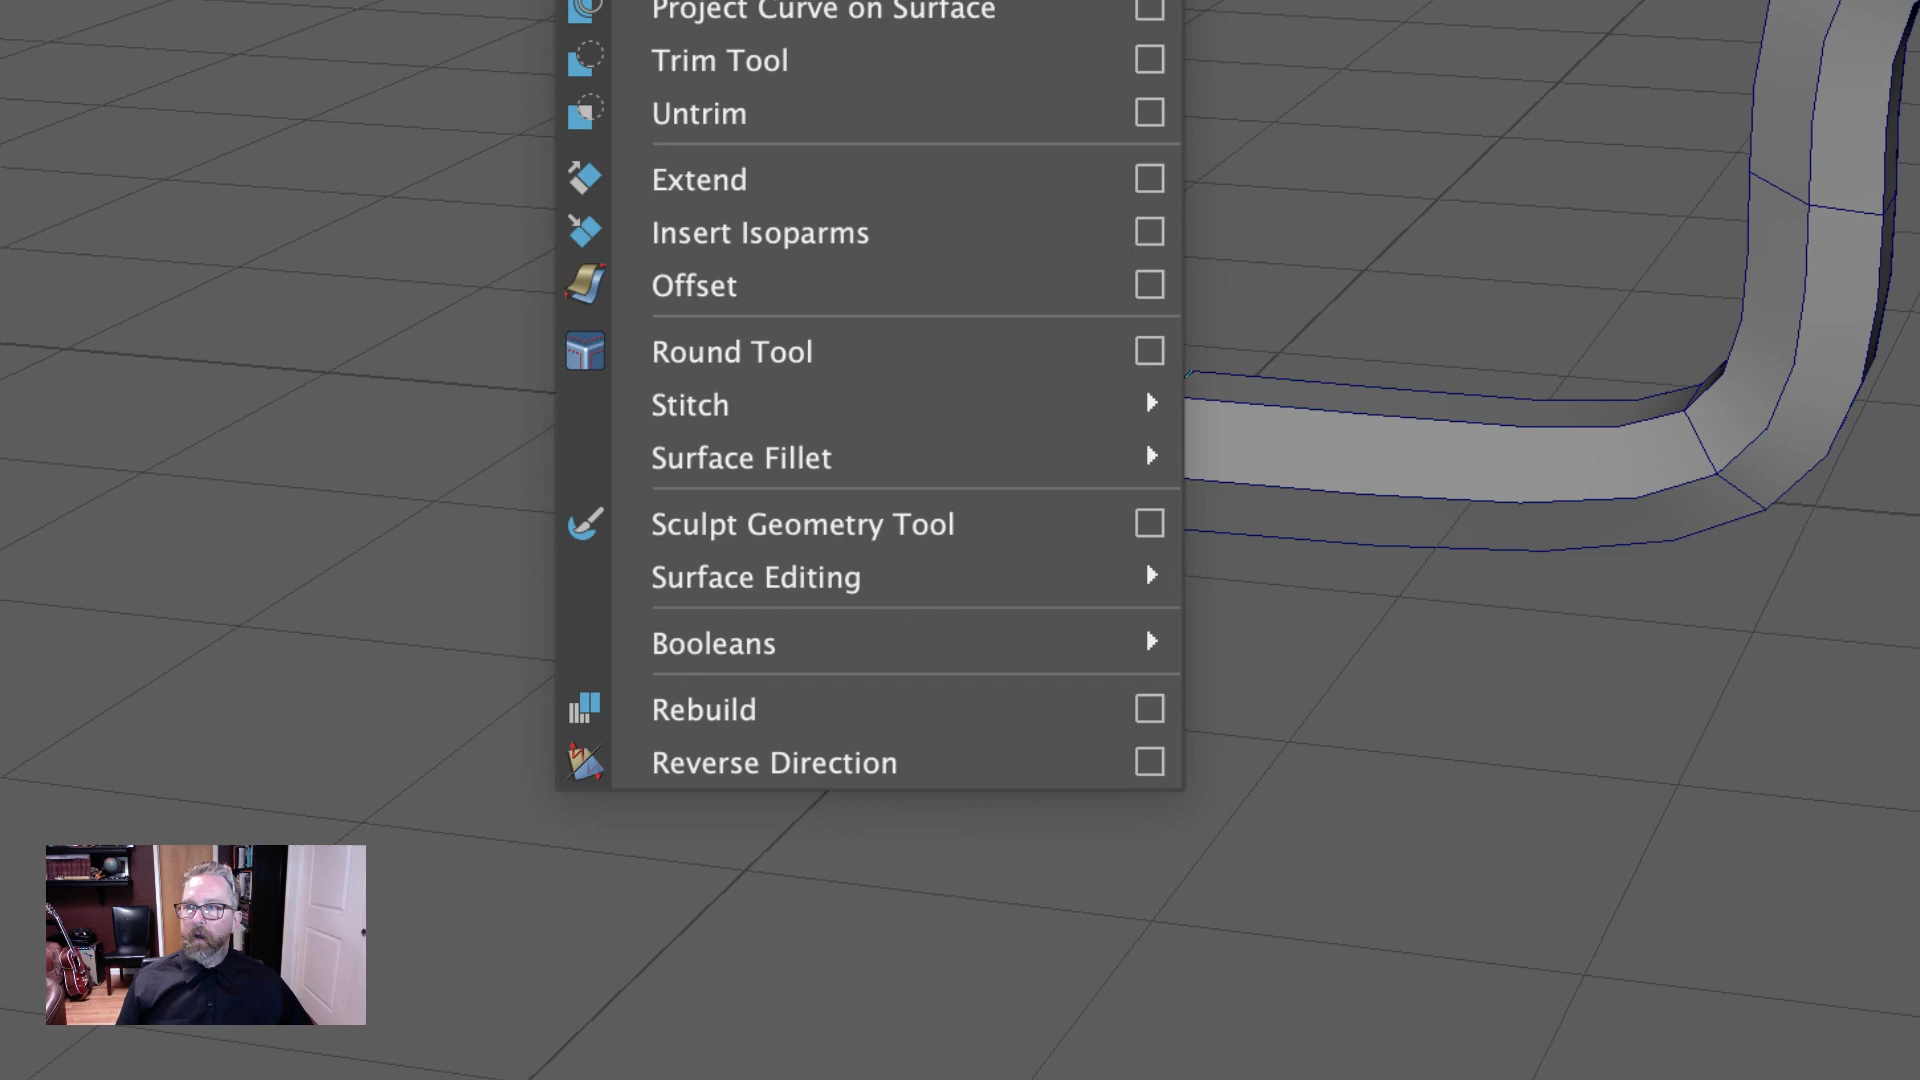 Project Curve on Surface
Trim Tool
Untrim
Extend
Insert Isoparms
Offset
Round Tool
Stitch
Surface Fillet
Sculpt Geometry Tool
Surface Editing
Booleans
Rebuild
Reverse Direction